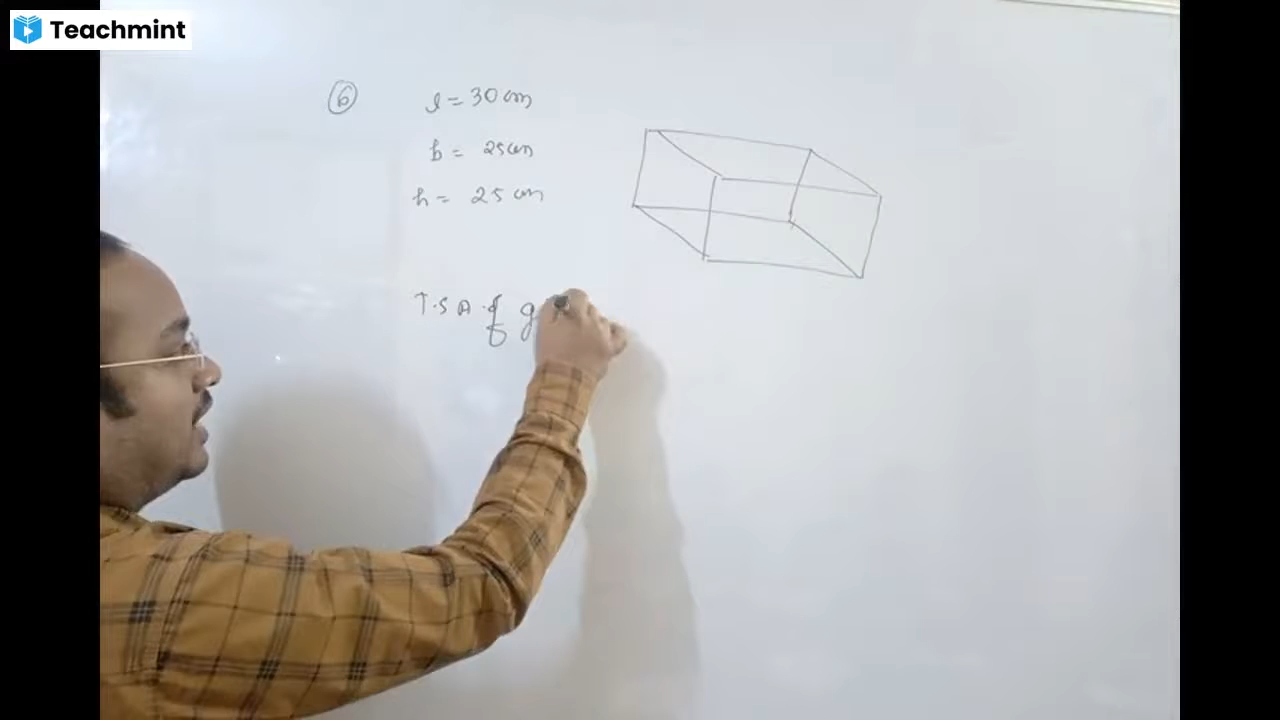 Teachmint
6 l = 30 cm
b = 25 cm
h = 25 cm
T.S.A. of g